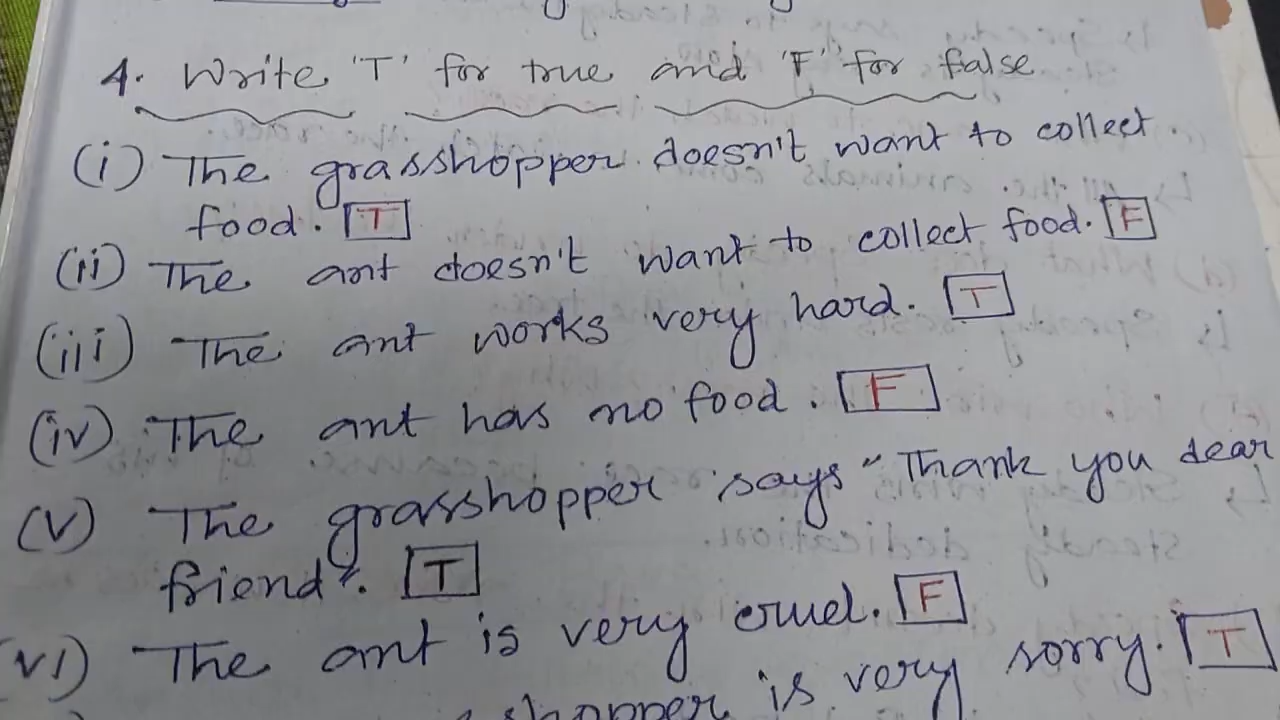 4. Write 'T' for true and 'F' for false
(i) The grasshopper doesn't want to collect
food. T
(ii) The ant doesn't want to collect food. F
(iii) The ant works very hard. T
(iv) The ant has no food. F
(v) The grasshopper says "Thank you dear
friend". T
(vi) The ant is very cruel. F
shopper is very sorry. T